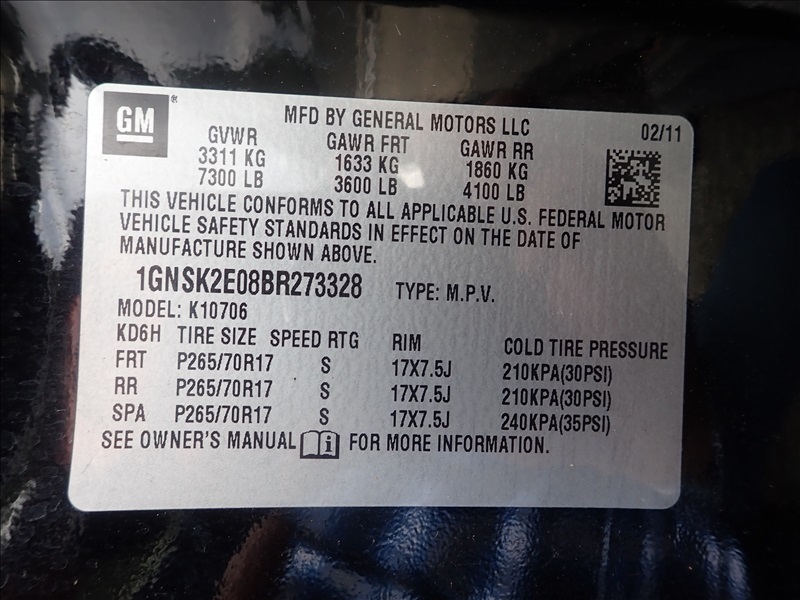 GM ®
MFD BY GENERAL MOTORS LLC 02/11
GVWR GAWR FRT GAWR RR
3311 KG 1633 KG 1860 KG
7300 LB 3600 LB 4100 LB
THIS VEHICLE CONFORMS TO ALL APPLICABLE U.S. FEDERAL MOTOR
VEHICLE SAFETY STANDARDS IN EFFECT ON THE DATE OF
MANUFACTURE SHOWN ABOVE.
1GNSK2E08BR273328 TYPE: M.P.V.
MODEL: K10706
KD6H TIRE SIZE SPEED RTG RIM COLD TIRE PRESSURE
FRT P265/70R17 S 17X7.5J 210KPA(30PSI)
RR P265/70R17 S 17X7.5J 210KPA(30PSI)
SPA P265/70R17 S 17X7.5J 240KPA(35PSI)
SEE OWNER'S MANUAL i FOR MORE INFORMATION.